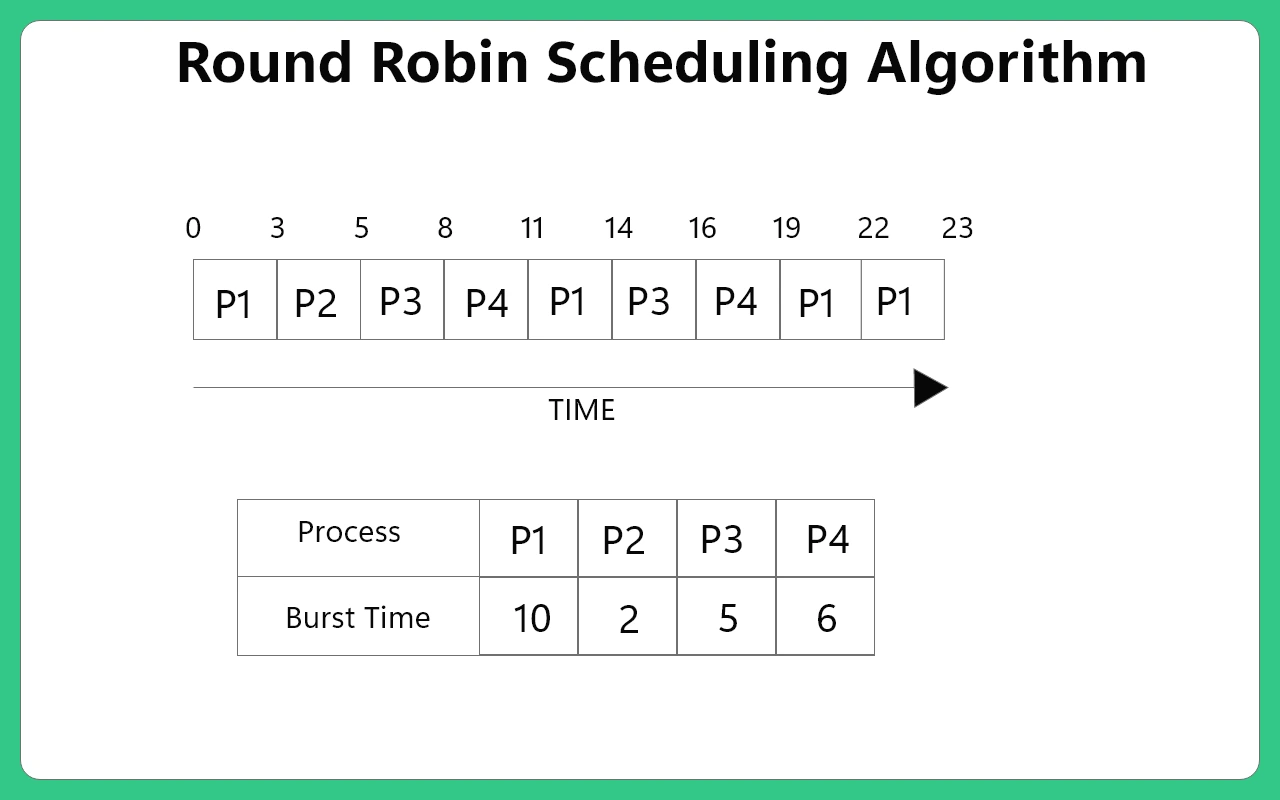 Round Robin Scheduling Algorithm
0 3 5 8 11 14 16 19 22 23
P1 P2 P3 P4 P1 P3 P4 P1 P1
TIME
Process P1 P2 P3 P4
Burst Time 10 2 5 6